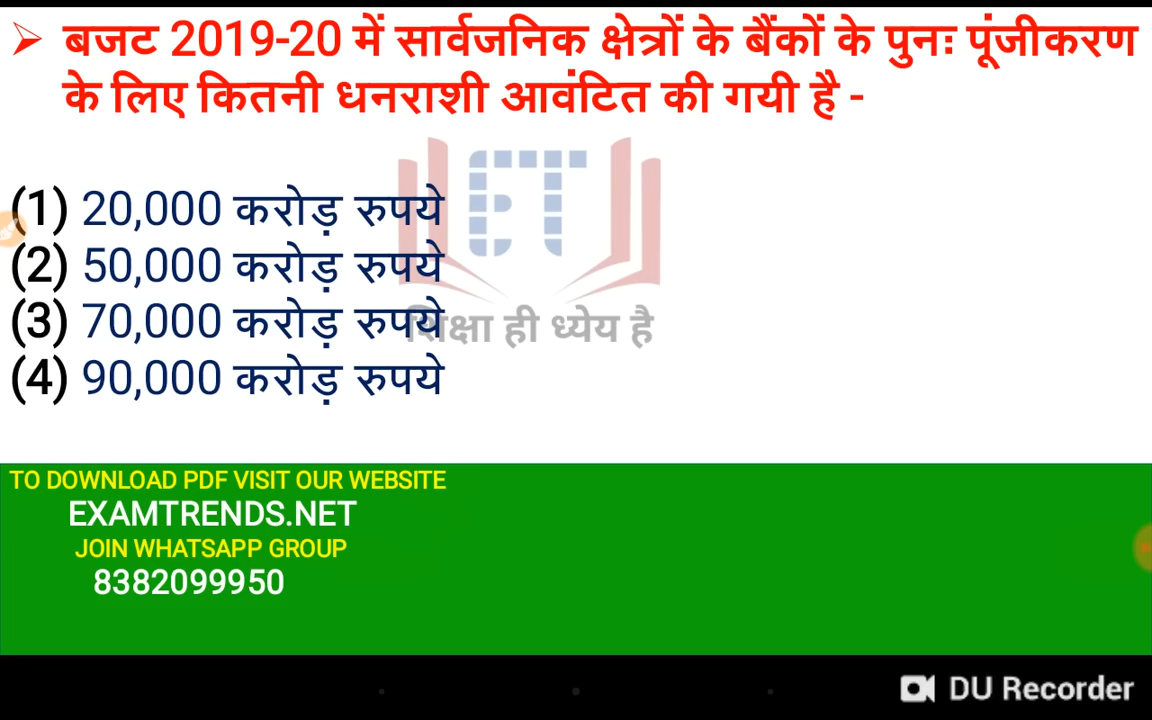 ➢ बजट 2019-20 में सार्वजनिक क्षेत्रों के बैंकों के पुनः पूंजीकरण
के लिए कितनी धनराशी आवंटित की गयी है -
ET
(1) 20,000 करोड़ रुपये
(2) 50,000 करोड़ रुपये
(3) 70,000 करोड़ रुपये
शिक्षा ही ध्येय है
(4) 90,000 करोड़ रुपये
TO DOWNLOAD PDF VISIT OUR WEBSITE
EXAMTRENDS.NET
JOIN WHATSAPP GROUP
8382099950
DU Recorder